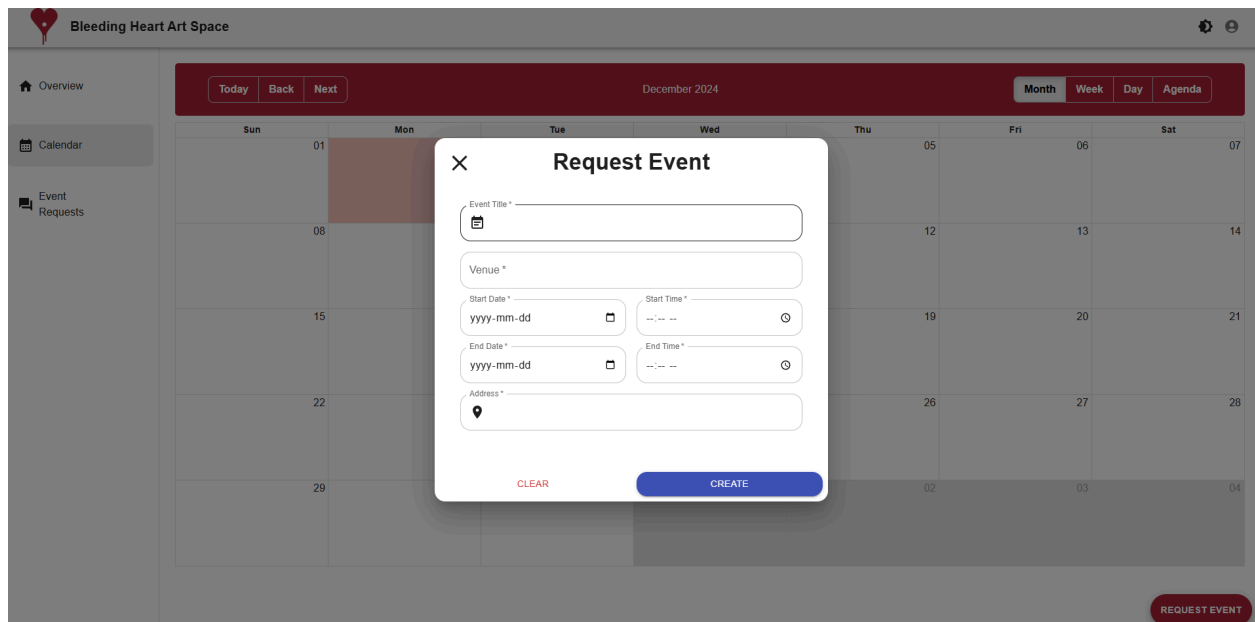 Bleeding Heart Art Space
Overview
Calendar
Event
Requests
Today Back Next
December 2024
Month Week Day Agenda
Sun Mon Tue Wed Thu Fri Sat
01 05 06 07
08 12 13 14
15 19 20 21
22 26 27 28
29 02 03 04
Request Event
Event Title *
Venue *
Start Date * Start Time *
yyyy-mm-dd --:-- --
End Date * End Time *
yyyy-mm-dd --:-- --
Address *
CLEAR CREATE
REQUEST EVENT